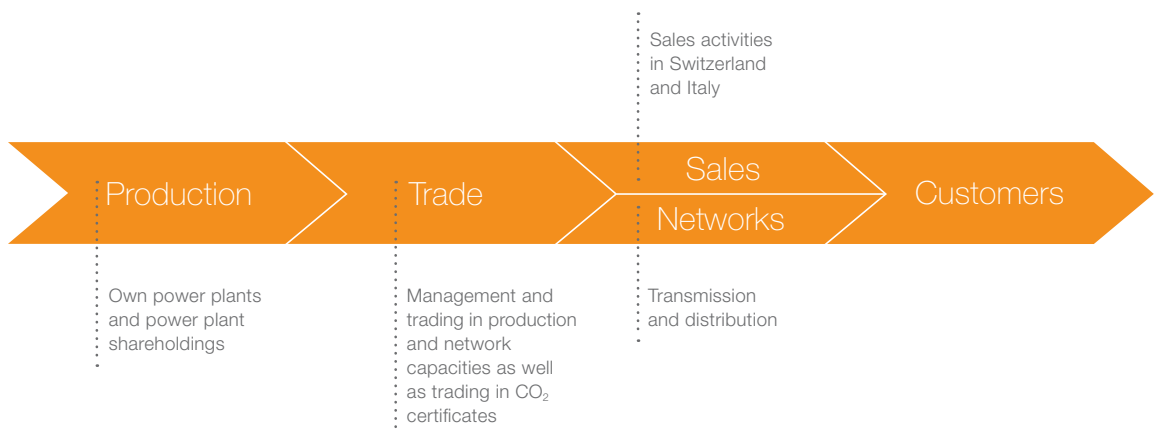 Sales activities
in Switzerland
and Italy
Production
Trade
Sales
Networks
Customers
Own power plants
and power plant
shareholdings
Management and
trading in production
and network
capacities as well
as trading in CO₂
certificates
Transmission
and distribution